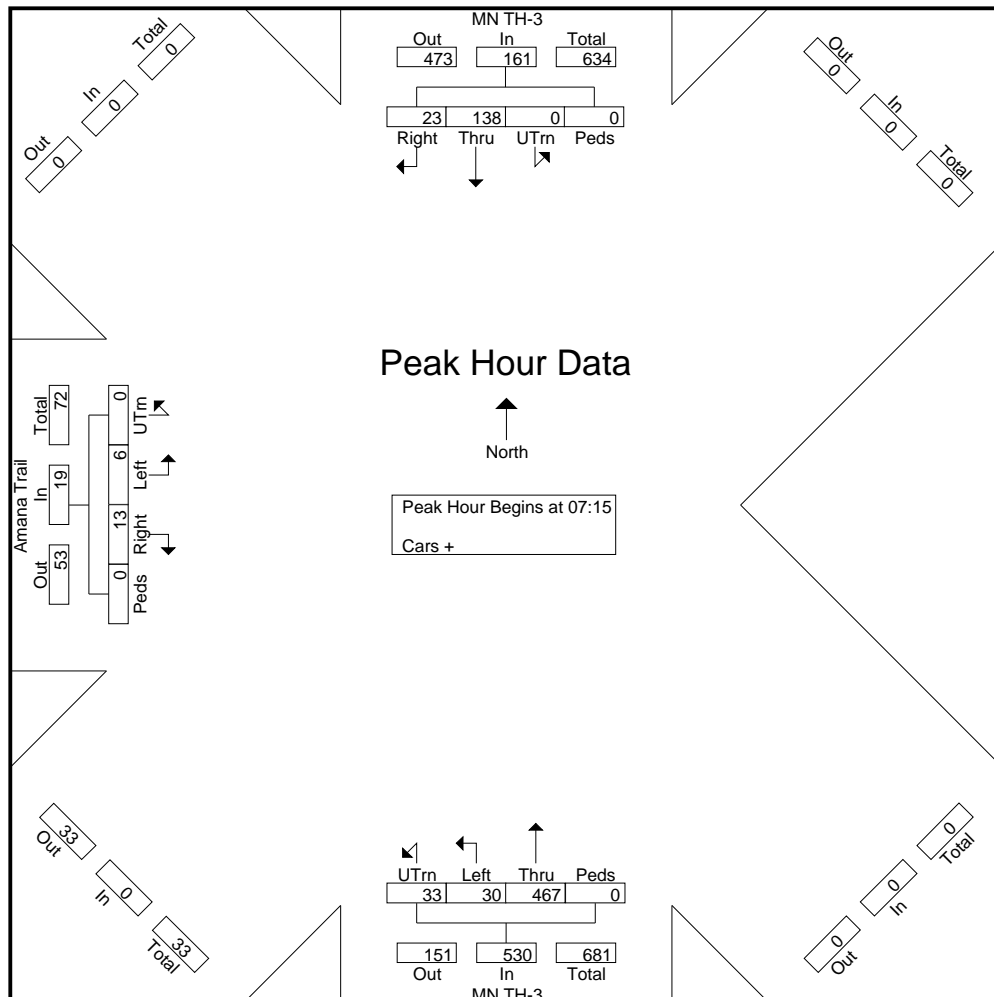 MN TH-3
Out In Total
473 161 634
23 138 0 0
Right Thru UTrn Peds
Total
0
In
0
Out
0
Out
0
In
0
Total
0
Peak Hour Data
North
Peak Hour Begins at 07:15
Cars +
Amana Trail
Out In Total
53 19 72
0 13 6 0
Peds Right Left UTrn
33
Out
0
In
33
Total
0
Total
0
In
0
Out
UTrn Left Thru Peds
33 30 467 0
151 530 681
Out In Total
MN TH-3